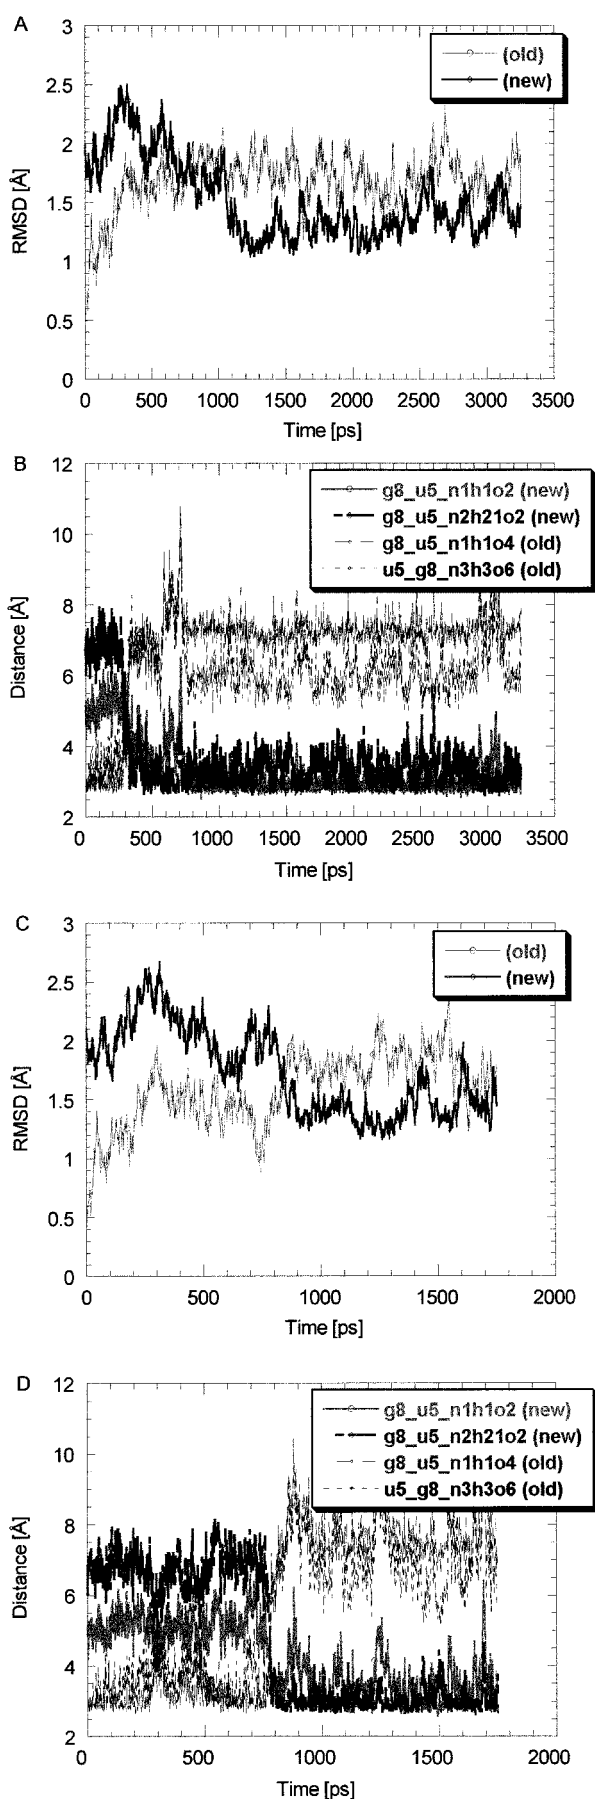 A
3
2.5
2
1.5
1
0.5
0
RMSD [Å]
(old)
(new)
0 500 1000 1500 2000 2500 3000 3500
Time [ps]
B
12
10
8
6
4
2
Distance [Å]
g8_u5_n1h1o2 (new)
g8_u5_n2h21o2 (new)
g8_u5_n1h1o4 (old)
u5_g8_n3h3o6 (old)
0 500 1000 1500 2000 2500 3000 3500
Time [ps]
C
3
2.5
2
1.5
1
0.5
0
RMSD [Å]
(old)
(new)
0 500 1000 1500 2000
Time [ps]
D
12
10
8
6
4
2
Distance [Å]
g8_u5_n1h1o2 (new)
g8_u5_n2h21o2 (new)
g8_u5_n1h1o4 (old)
u5_g8_n3h3o6 (old)
0 500 1000 1500 2000
Time [ps]